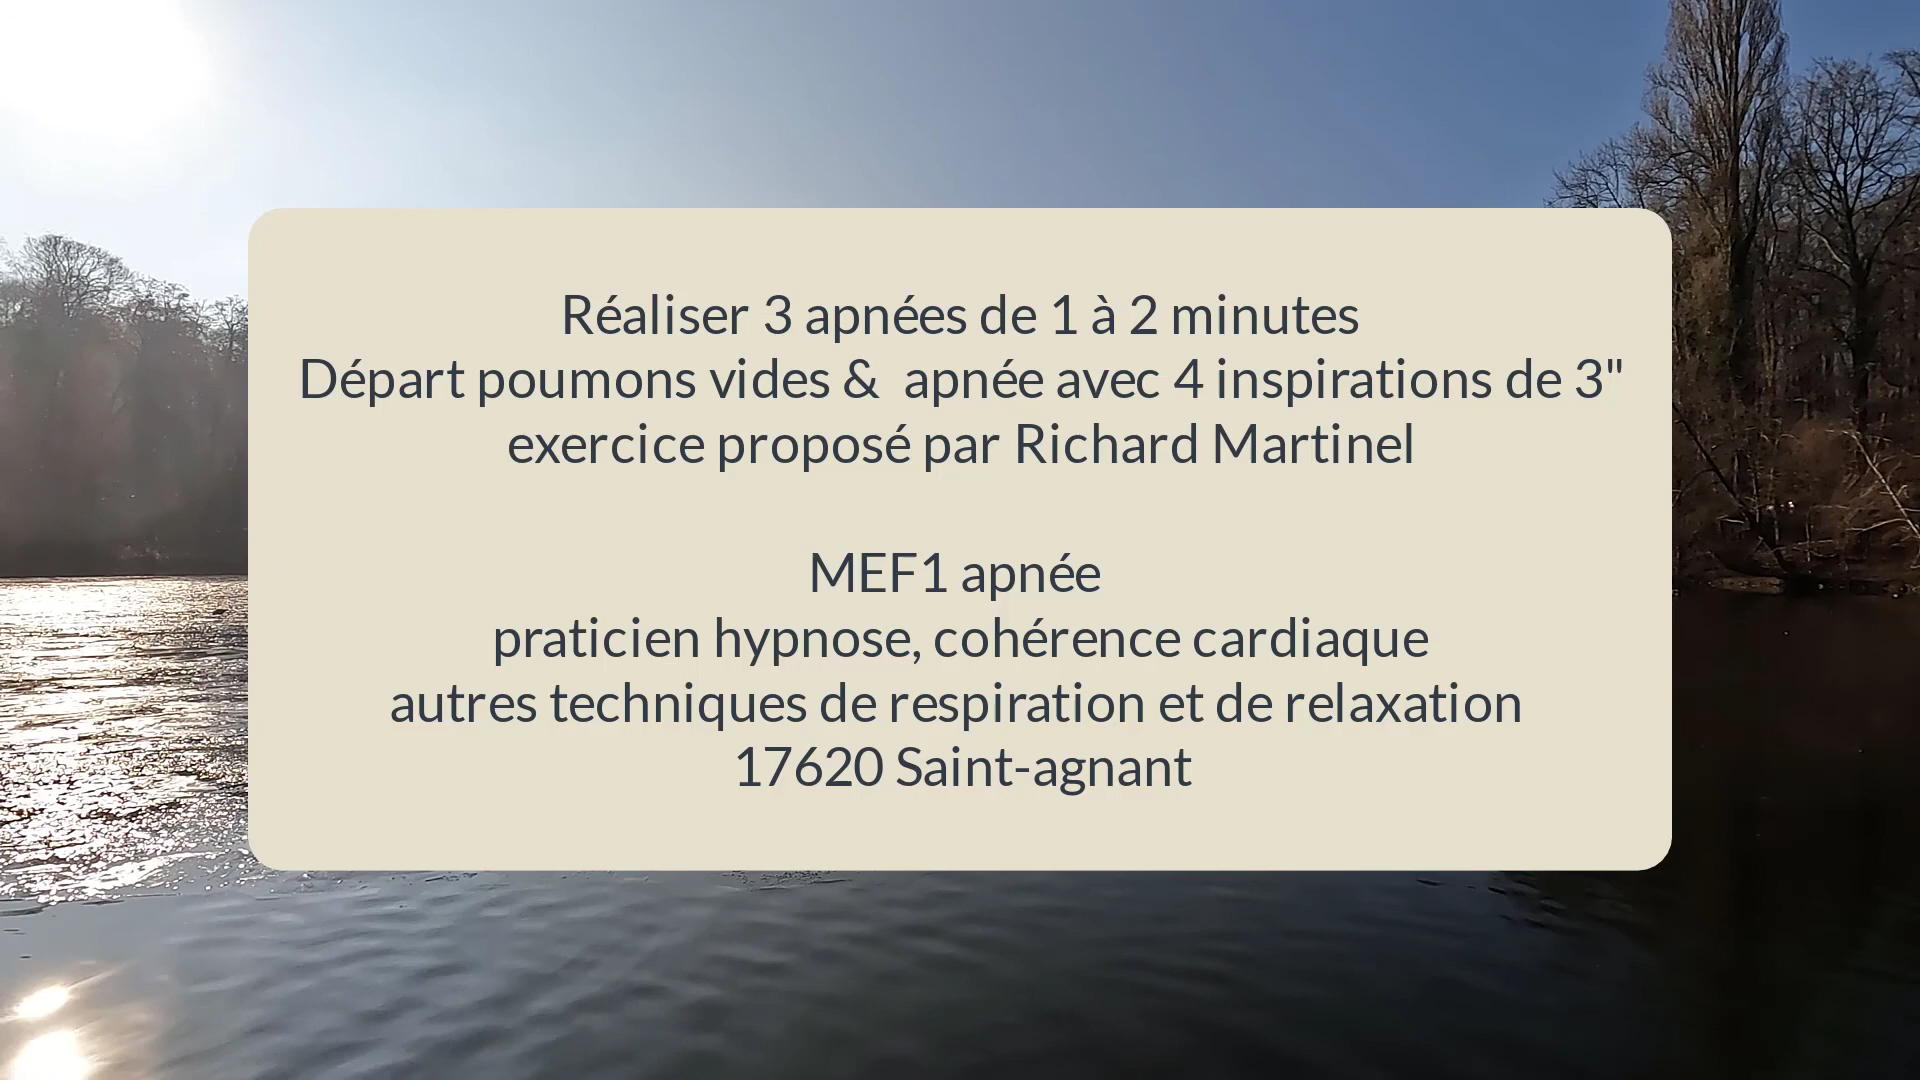 Réaliser 3 apnées de 1 à 2 minutes
Départ poumons vides &  apnée avec 4 inspirations de 3"
exercice proposé par Richard Martinel
MEF1 apnée
praticien hypnose, cohérence cardiaque
autres techniques de respiration et de relaxation
17620 Saint-agnant